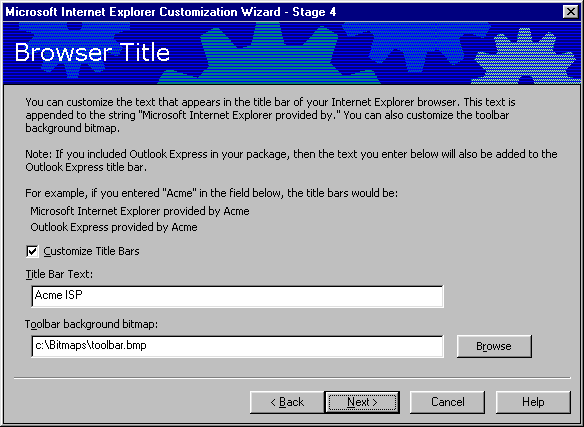 Microsoft Internet Explorer Customization Wizard - Stage 4
Browser Title
You can customize the text that appears in the title bar of your Internet Explorer browser. This text is
appended to the string "Microsoft Internet Explorer provided by." You can also customize the toolbar
background bitmap.
Note: If you included Outlook Express in your package, then the text you enter below will also be added to the
Outlook Express title bar.
For example, if you entered "Acme" in the field below, the title bars would be:
Microsoft Internet Explorer provided by Acme
Outlook Express provided by Acme
Customize Title Bars
Title Bar Text:
Acme ISP
Toolbar background bitmap:
c:\Bitmaps\toolbar.bmp
Browse
< Back
Next >
Cancel
Help